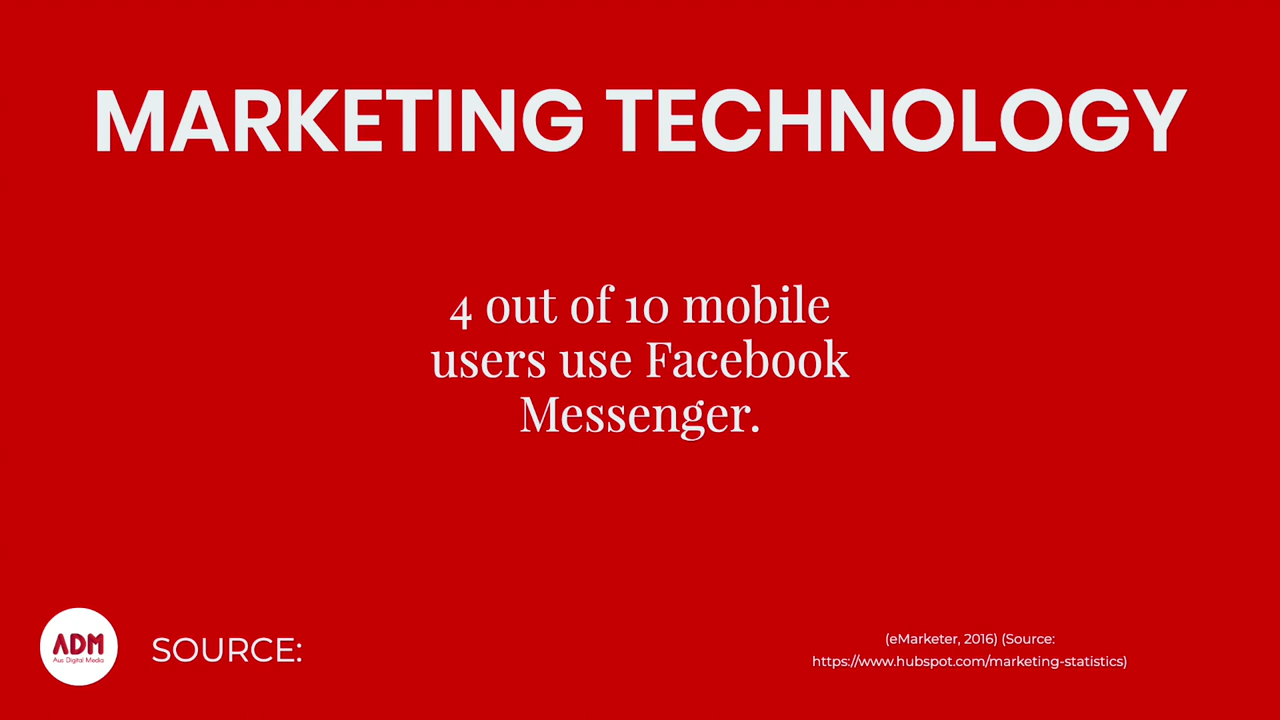 MARKETING TECHNOLOGY
4 out of 10 mobile
users use Facebook
Messenger.
ADM
Aus Digital Media
SOURCE:
(eMarketer, 2016) (Source:
https://www.hubspot.com/marketing-statistics)